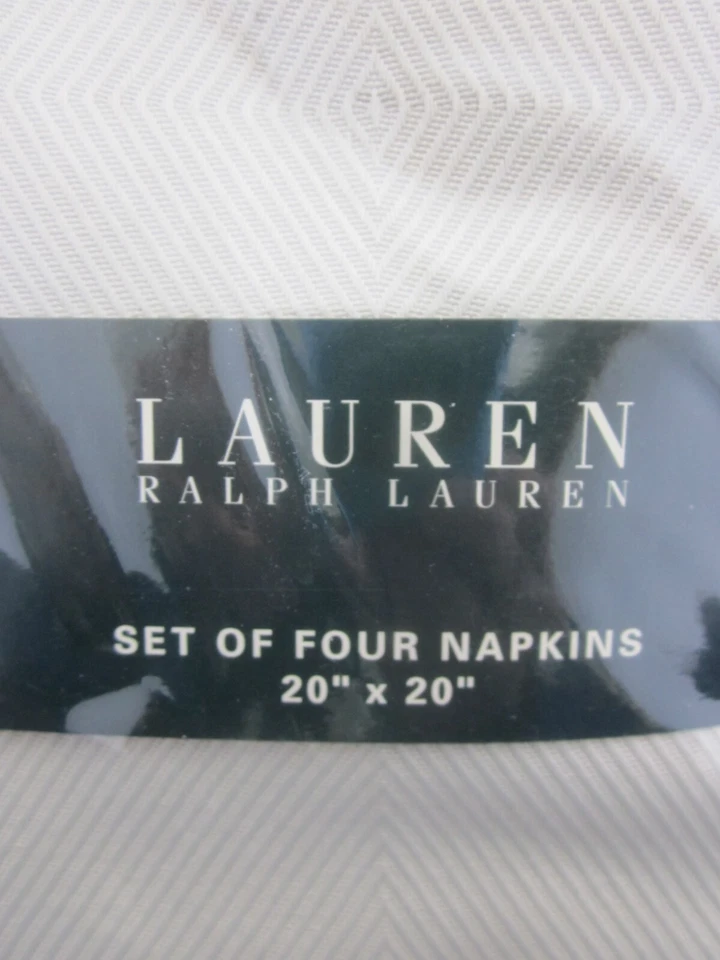 LAUREN
RALPH LAUREN
SET OF FOUR NAPKINS
20" x 20"